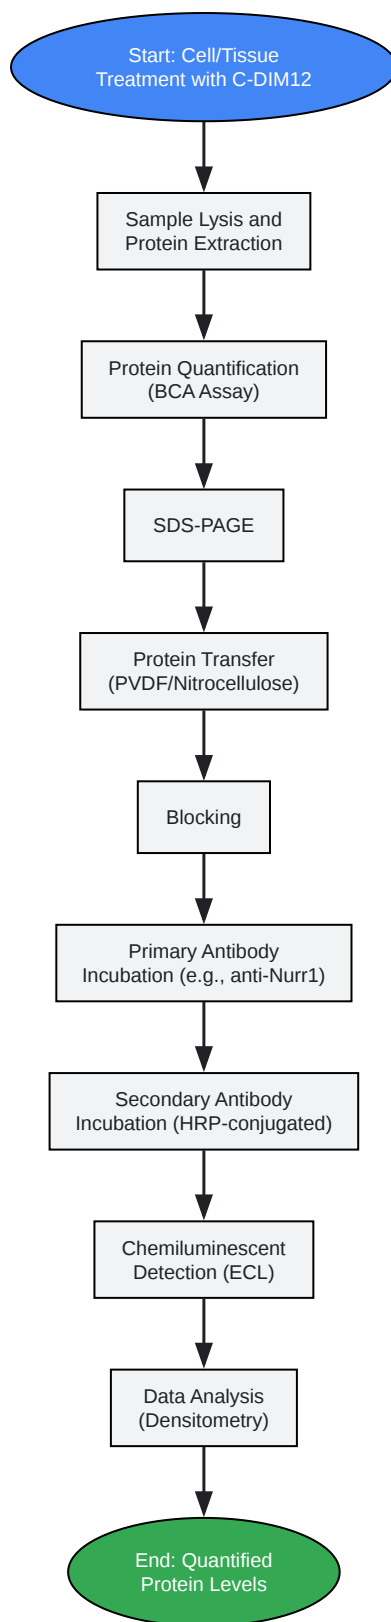 Start: Cell/Tissue
Treatment with C-DIM12
Sample Lysis and
Protein Extraction
Protein Quantification
(BCA Assay)
SDS-PAGE
Protein Transfer
(PVDF/Nitrocellulose)
Blocking
Primary Antibody
Incubation (e.g., anti-Nurr1)
Secondary Antibody
Incubation (HRP-conjugated)
Chemiluminescent
Detection (ECL)
Data Analysis
(Densitometry)
End: Quantified
Protein Levels